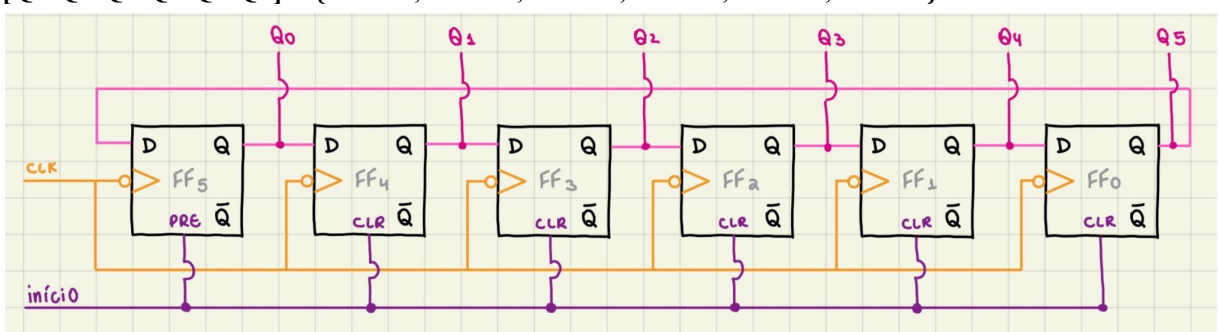 Q0 Q1 Q2 Q3 Q4 Q5
D Q D Q D Q D Q D Q D Q
CLK
FF5 FF4 FF3 FF2 FF1 FF0
PRE Q̅ CLR Q̅ CLR Q̅ CLR Q̅ CLR Q̅ CLR Q̅
início